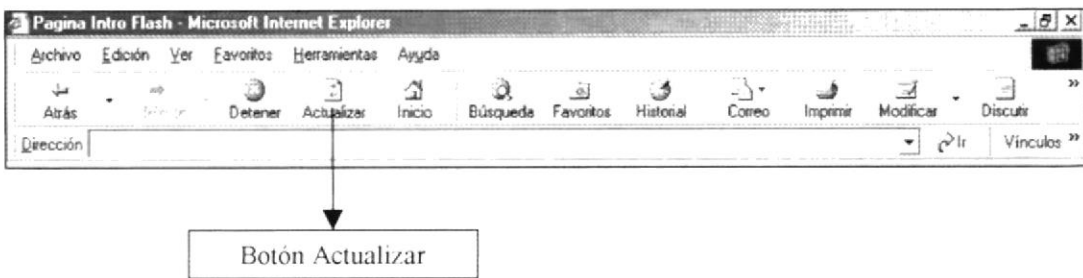 Pagina Intro Flash - Microsoft Internet Explorer
Archivo Edición Ver Favoritos Herramientas Ayuda
Atrás Detener Actualizar Inicio Búsqueda Favoritos Historial Correo Imprimir Modificar Discutir »
Dirección Ir Vínculos »
Botón Actualizar